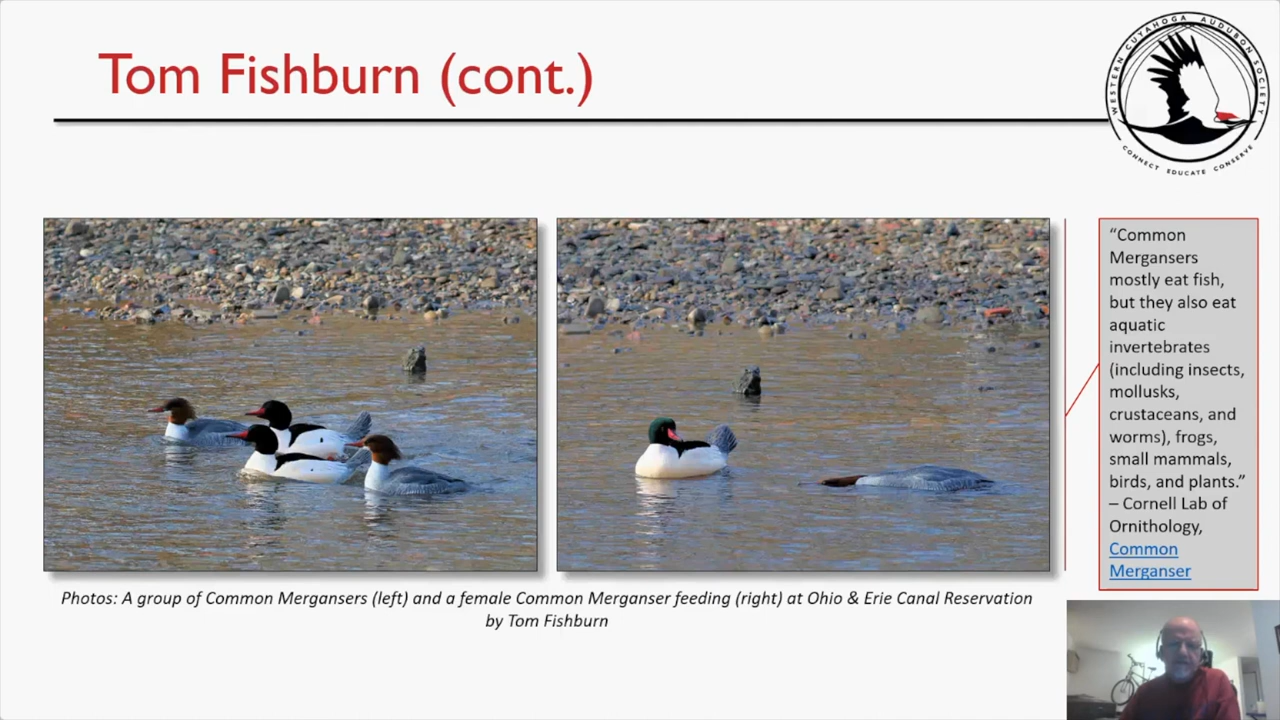 Tom Fishburn (cont.)
WESTERN CUYAHOGA AUDUBON SOCIETY
CONNECT EDUCATE CONSERVE
“Common
Mergansers
mostly eat fish,
but they also eat
aquatic
invertebrates
(including insects,
mollusks,
crustaceans, and
worms), frogs,
small mammals,
birds, and plants.”
– Cornell Lab of
Ornithology,
Common
Merganser
Photos: A group of Common Mergansers (left) and a female Common Merganser feeding (right) at Ohio & Erie Canal Reservation
by Tom Fishburn